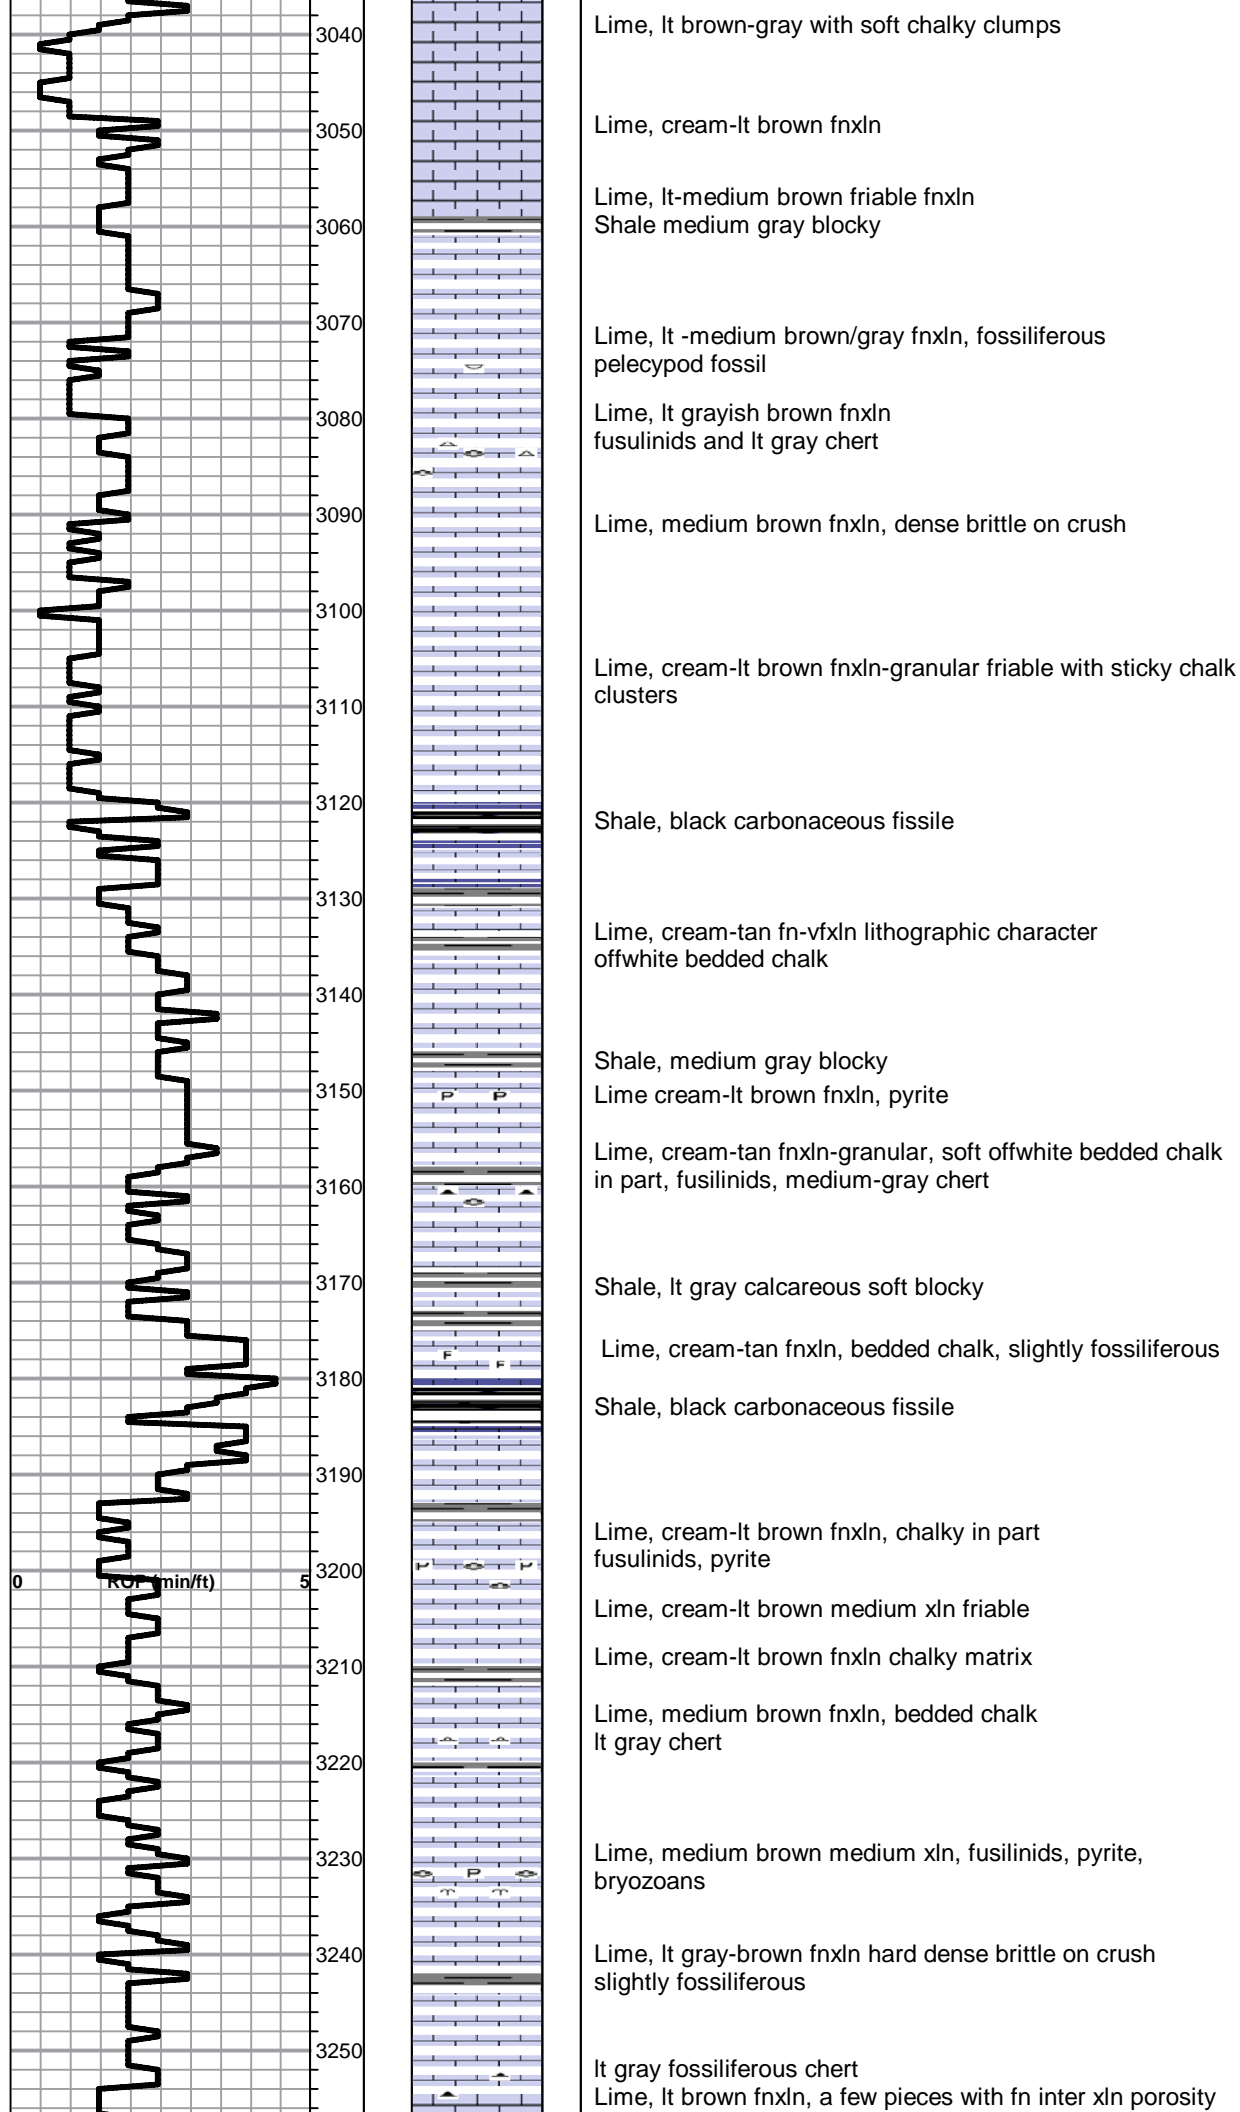 Lime, lt brown-gray with soft chalky clumps
3040
Lime, cream-lt brown fnxln
3050
Lime, lt-medium brown friable fnxln
Shale medium gray blocky
3060
3070
Lime, lt -medium brown/gray fnxln, fossiliferous
pelecypod fossil
Lime, lt grayish brown fnxln
3080
fusulinids and lt gray chert
3090
Lime, medium brown fnxln, dense brittle on crush
3100
Lime, cream-lt brown fnxln-granular friable with sticky chalk
clusters
3110
3120
Shale, black carbonaceous fissile
3130
Lime, cream-tan fn-vfxln lithographic character
offwhite bedded chalk
3140
Shale, medium gray blocky
3150
P P
Lime cream-lt brown fnxln, pyrite
Lime, cream-tan fnxln-granular, soft offwhite bedded chalk
in part, fusilinids, medium-gray chert
3160
3170
Shale, lt gray calcareous soft blocky
Lime, cream-tan fnxln, bedded chalk, slightly fossiliferous
F
F
3180
Shale, black carbonaceous fissile
3190
Lime, cream-lt brown fnxln, chalky in part
fusulinids, pyrite
P P
3200
0 ROP (min/ft) 5
Lime, cream-lt brown medium xln friable
Lime, cream-lt brown fnxln chalky matrix
3210
Lime, medium brown fnxln, bedded chalk
lt gray chert
3220
3230
Lime, medium brown medium xln, fusilinids, pyrite,
P
bryozoans
3240
Lime, lt gray-brown fnxln hard dense brittle on crush
slightly fossiliferous
3250
lt gray fossiliferous chert
Lime, lt brown fnxln, a few pieces with fn inter xln porosity